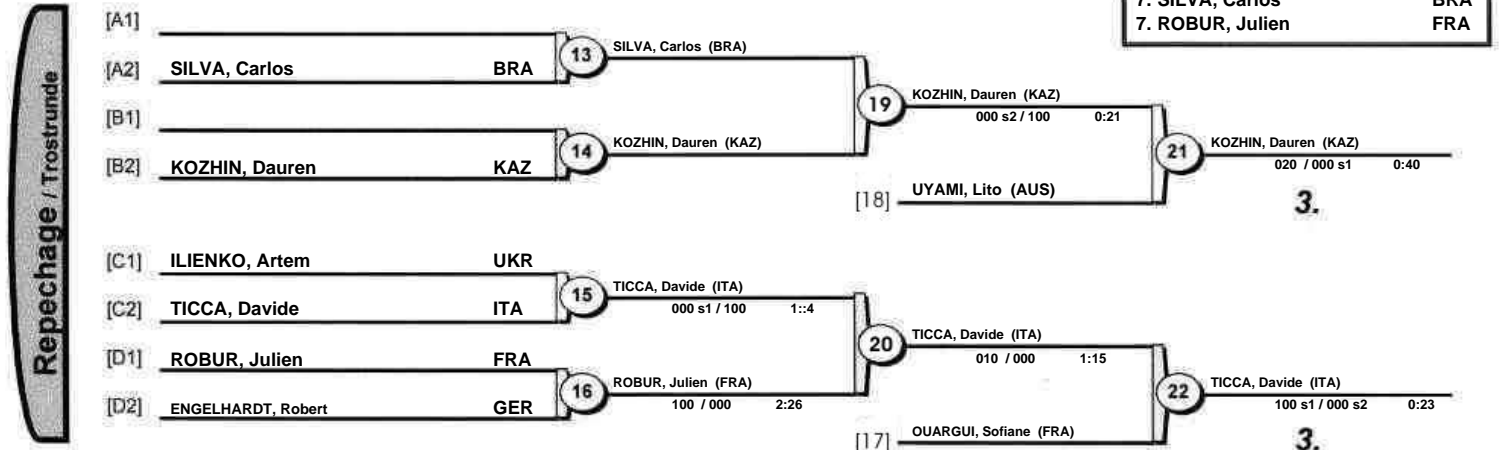 7. SILVA, Carlos BRA
7. ROBUR, Julien FRA
Repechage / Trostrunde
[A1]
[A2] SILVA, Carlos BRA
13 SILVA, Carlos (BRA)
[B1]
[B2] KOZHIN, Dauren KAZ
14 KOZHIN, Dauren (KAZ)
19 KOZHIN, Dauren (KAZ)
000 s2 / 100 0:21
[18] UYAMI, Lito (AUS)
21 KOZHIN, Dauren (KAZ)
020 / 000 s1 0:40
3.
[C1] ILIENKO, Artem UKR
[C2] TICCA, Davide ITA
15 TICCA, Davide (ITA)
000 s1 / 100 1::4
[D1] ROBUR, Julien FRA
[D2] ENGELHARDT, Robert GER
16 ROBUR, Julien (FRA)
100 / 000 2:26
20 TICCA, Davide (ITA)
010 / 000 1:15
[17] OUARGUI, Sofiane (FRA)
22 TICCA, Davide (ITA)
100 s1 / 000 s2 0:23
3.